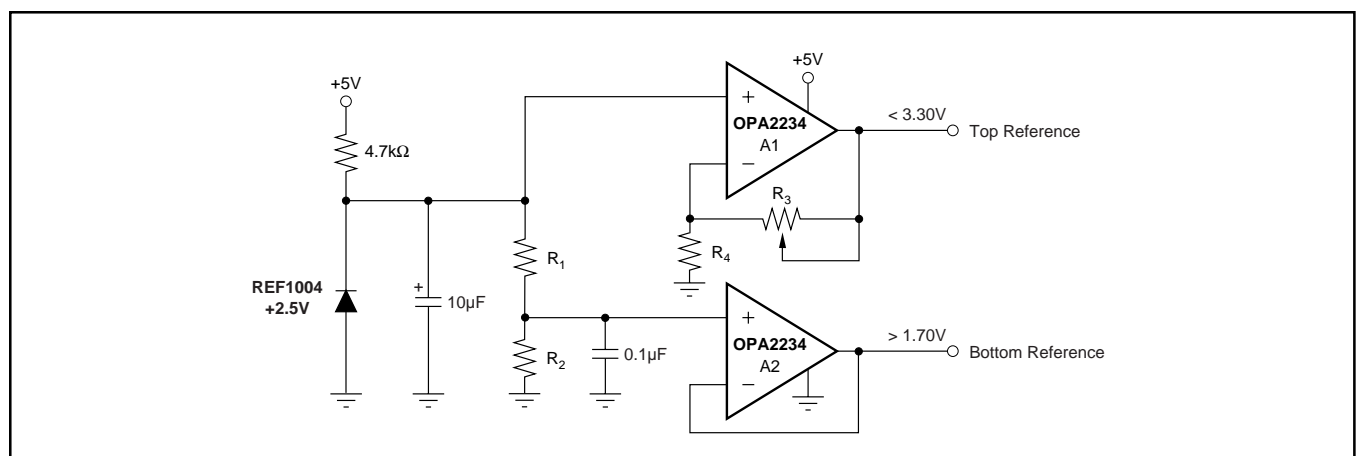 +5V
4.7kΩ
REF1004
+2.5V
+
10µF
R1
R2
0.1µF
+5V
+
OPA2234
A1
−
R3
R4
< 3.30V
Top Reference
+
OPA2234
A2
−
> 1.70V
Bottom Reference